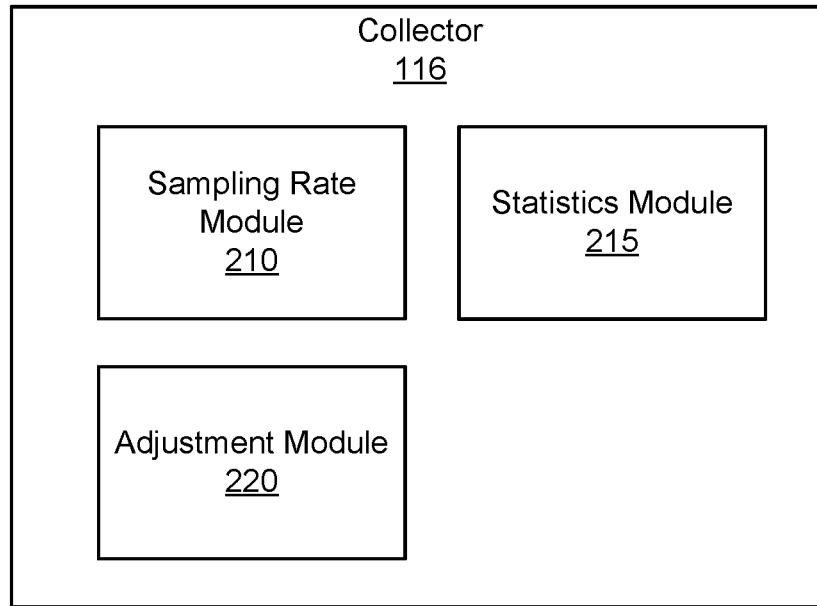 Collector
116
Sampling Rate
Module
210
Statistics Module
215
Adjustment Module
220